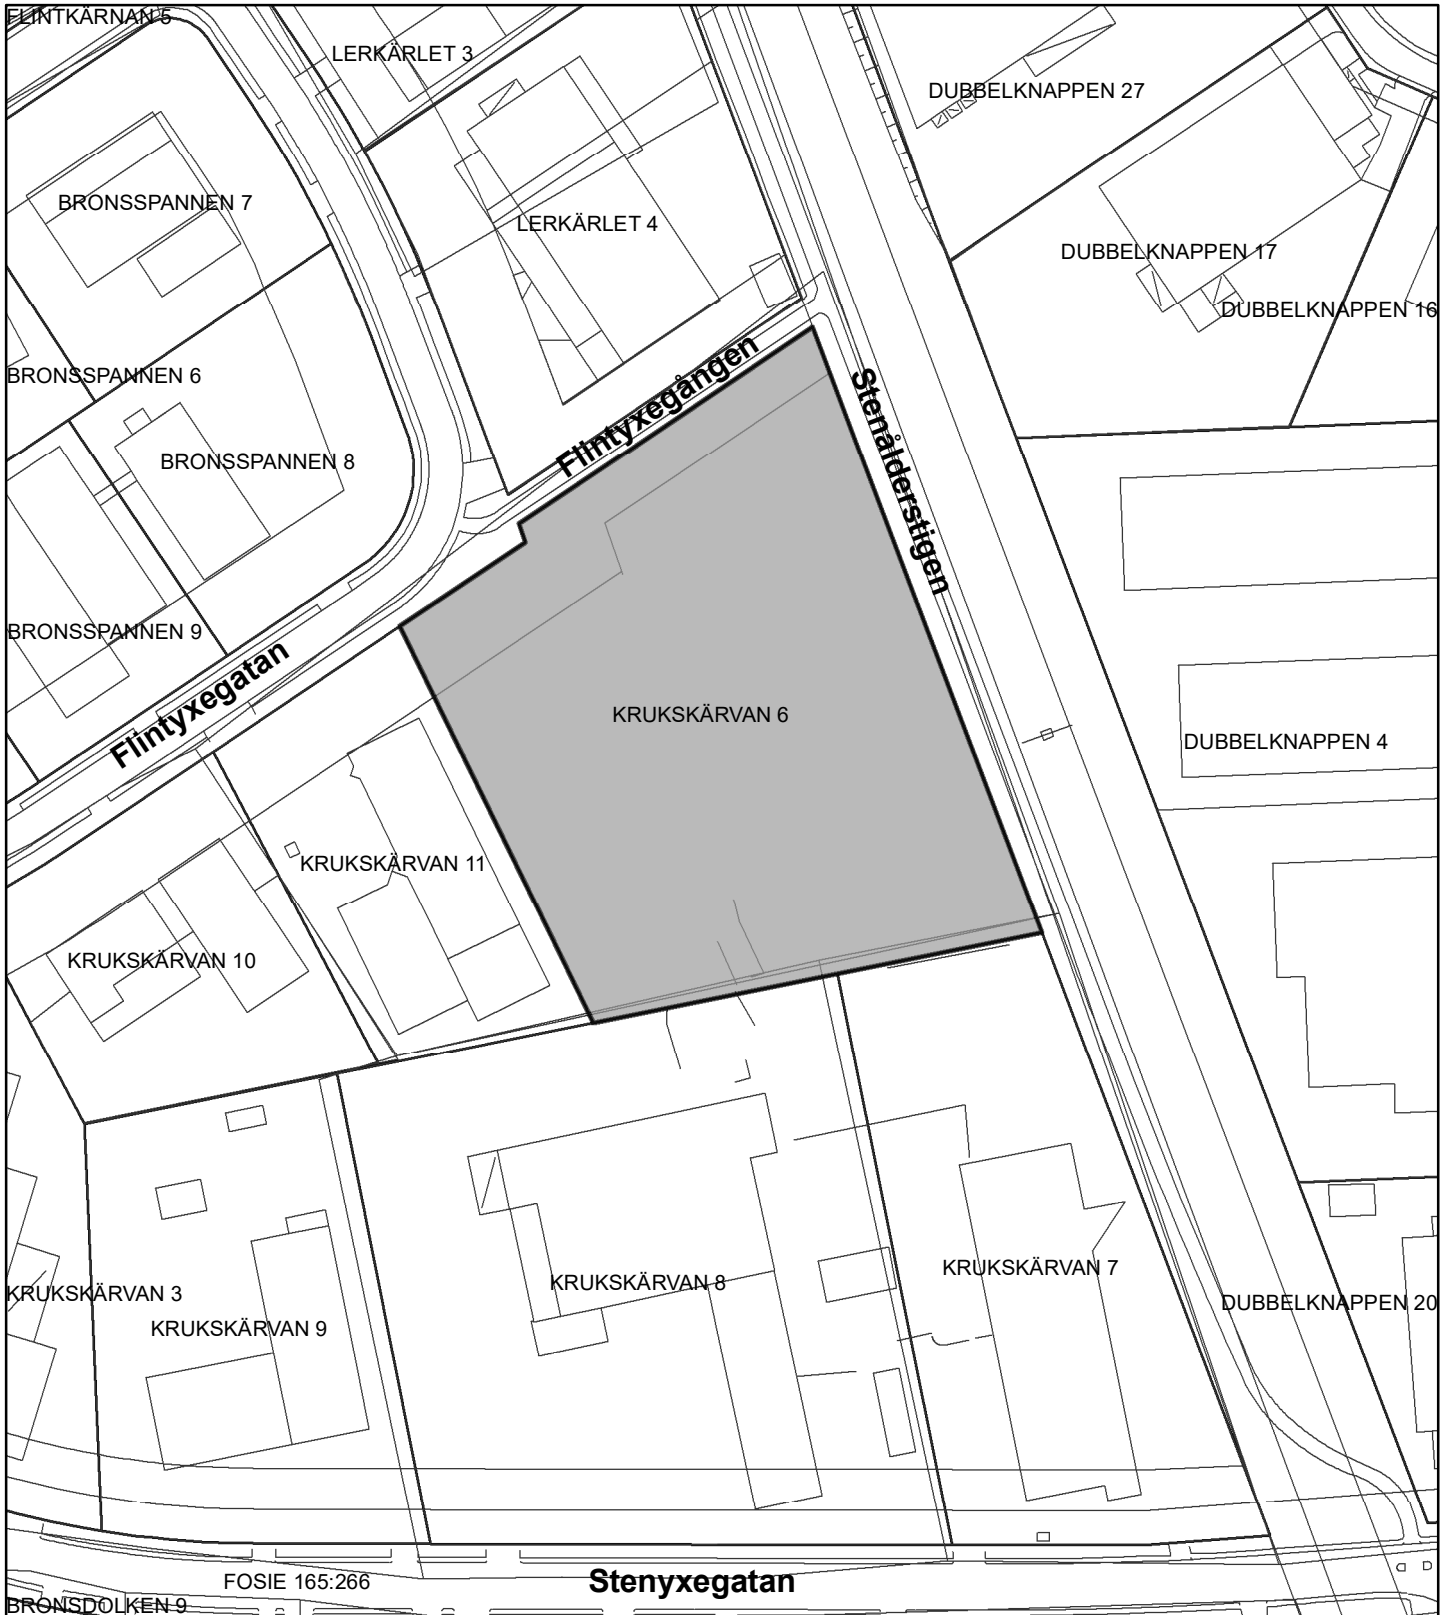 FLINTKÄRNAN 5
LERKÄRLET 3
DUBBELKNAPPEN 27
BRONSSPANNEN 7
LERKÄRLET 4
DUBBELKNAPPEN 17
DUBBELKNAPPEN 16
BRONSSPANNEN 6
Flintyxegången
Stenålderstigen
BRONSSPANNEN 8
BRONSSPANNEN 9
Flintyxegatan
KRUKSKÄRVAN 6
DUBBELKNAPPEN 4
KRUKSKÄRVAN 11
KRUKSKÄRVAN 10
KRUKSKÄRVAN 7
KRUKSKÄRVAN 8
KRUKSKÄRVAN 3
DUBBELKNAPPEN 20
KRUKSKÄRVAN 9
FOSIE 165:266
Stenyxegatan
BRONSDOLKEN 9